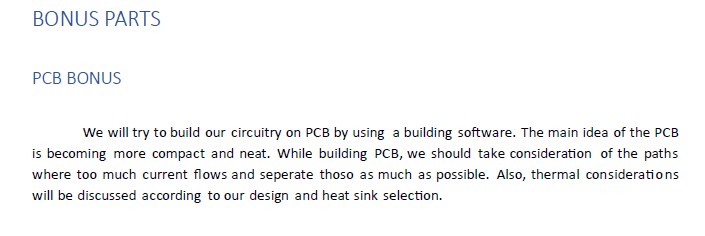 BONUS PARTS
PCB BONUS
We will try to build our circuitry on PCB by using a building software. The main idea of the PCB
is becoming more compact and neat. While building PCB, we should take consideration of the paths
where too much current flows and seperate thoso as much as possible. Also, thermal considerations
will be discussed according to our design and heat sink selection.